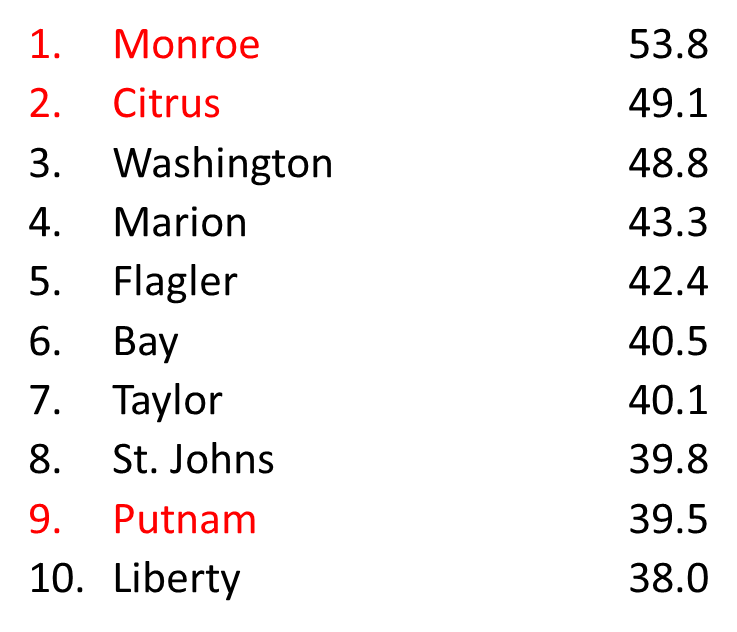 1. Monroe 53.8
2. Citrus 49.1
3. Washington 48.8
4. Marion 43.3
5. Flagler 42.4
6. Bay 40.5
7. Taylor 40.1
8. St. Johns 39.8
9. Putnam 39.5
10. Liberty 38.0